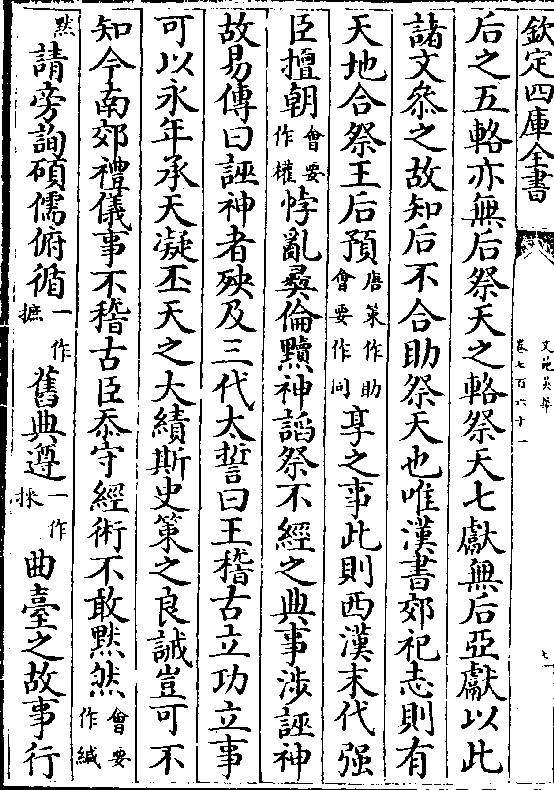 欽定四庫全書
文苑英華
卷七百六十一
后之五輅亦無后祭天之輅祭天七獻無后亞獻以此
諸文叅之故知后不合助祭天也唯漢書郊祀志則有
天地合祭王后預唐策作助會要作同享之事此則西漢末代强
臣擅朝會要作權悖亂彛倫黷神謟祭不經之典事涉誣神
故易傳曰誣神者殃及三代太誓曰王稽古立功立事
可以永年承天凝丕天之大績斯史策之良誡豈可不
知今南郊禮儀事不稽古臣忝守經術不敢默然會要作緘
默請旁詢碩儒俯循一作摭舊典遵一作採曲臺之故事行